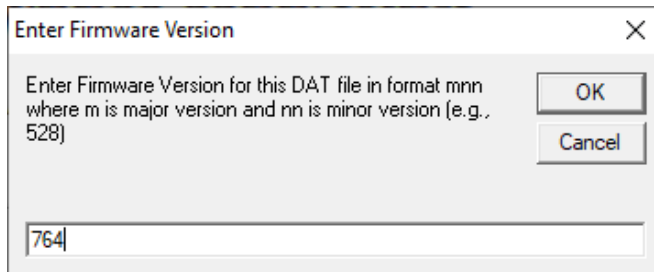 Enter Firmware Version
Enter Firmware Version for this DAT file in format mnn
where m is major version and nn is minor version (e.g.,
528)
OK
Cancel
764